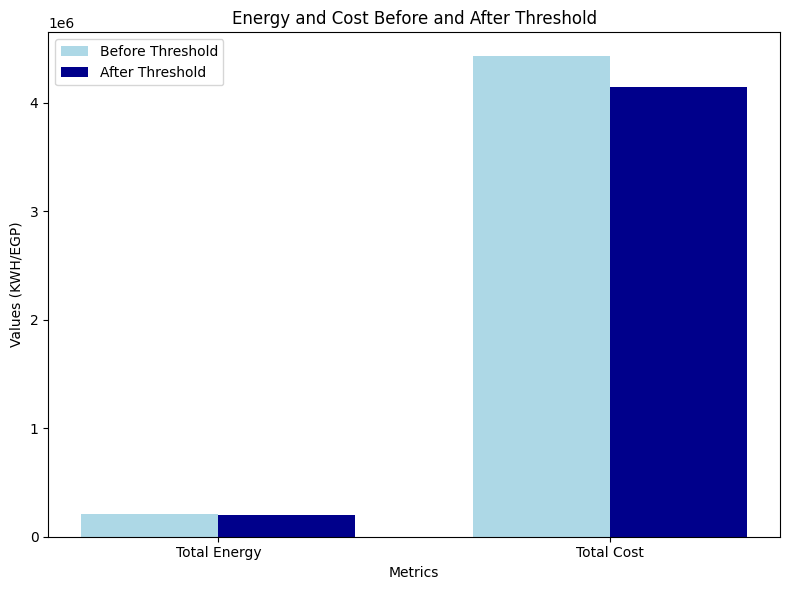 Energy and Cost Before and After Threshold
1e6
Before Threshold
After Threshold
4
3
2
1
0
Values (KWH/EGP)
Total Energy
Total Cost
Metrics